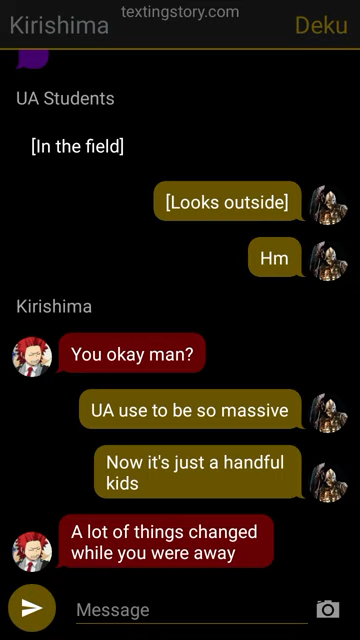 textingstory.com
Kirishima
Deku
UA Students
[In the field]
[Looks outside]
Hm
Kirishima
You okay man?
UA use to be so massive
Now it's just a handful
kids
A lot of things changed
while you were away
Message